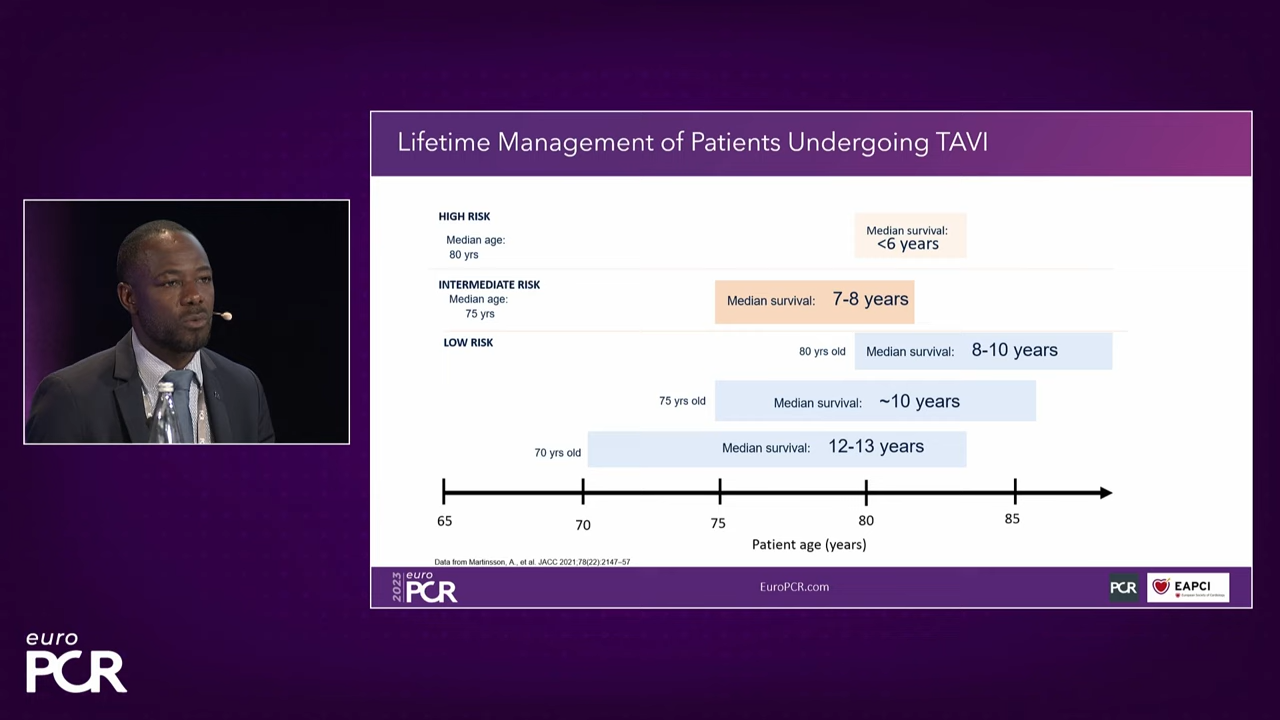 Lifetime Management of Patients Undergoing TAVI
HIGH RISK
Median age:
80 yrs
Median survival:
<6 years
INTERMEDIATE RISK
Median age:
75 yrs
Median survival: 7-8 years
LOW RISK
80 yrs old
Median survival: 8-10 years
75 yrs old
Median survival: ~10 years
70 yrs old
Median survival: 12-13 years
65
70
75
80
85
Patient age (years)
Data from Martinsson, A., et al. JACC 2021;78(22):2147–57
2023
euro
PCR
EuroPCR.com
PCR
EAPCI
euro
PCR